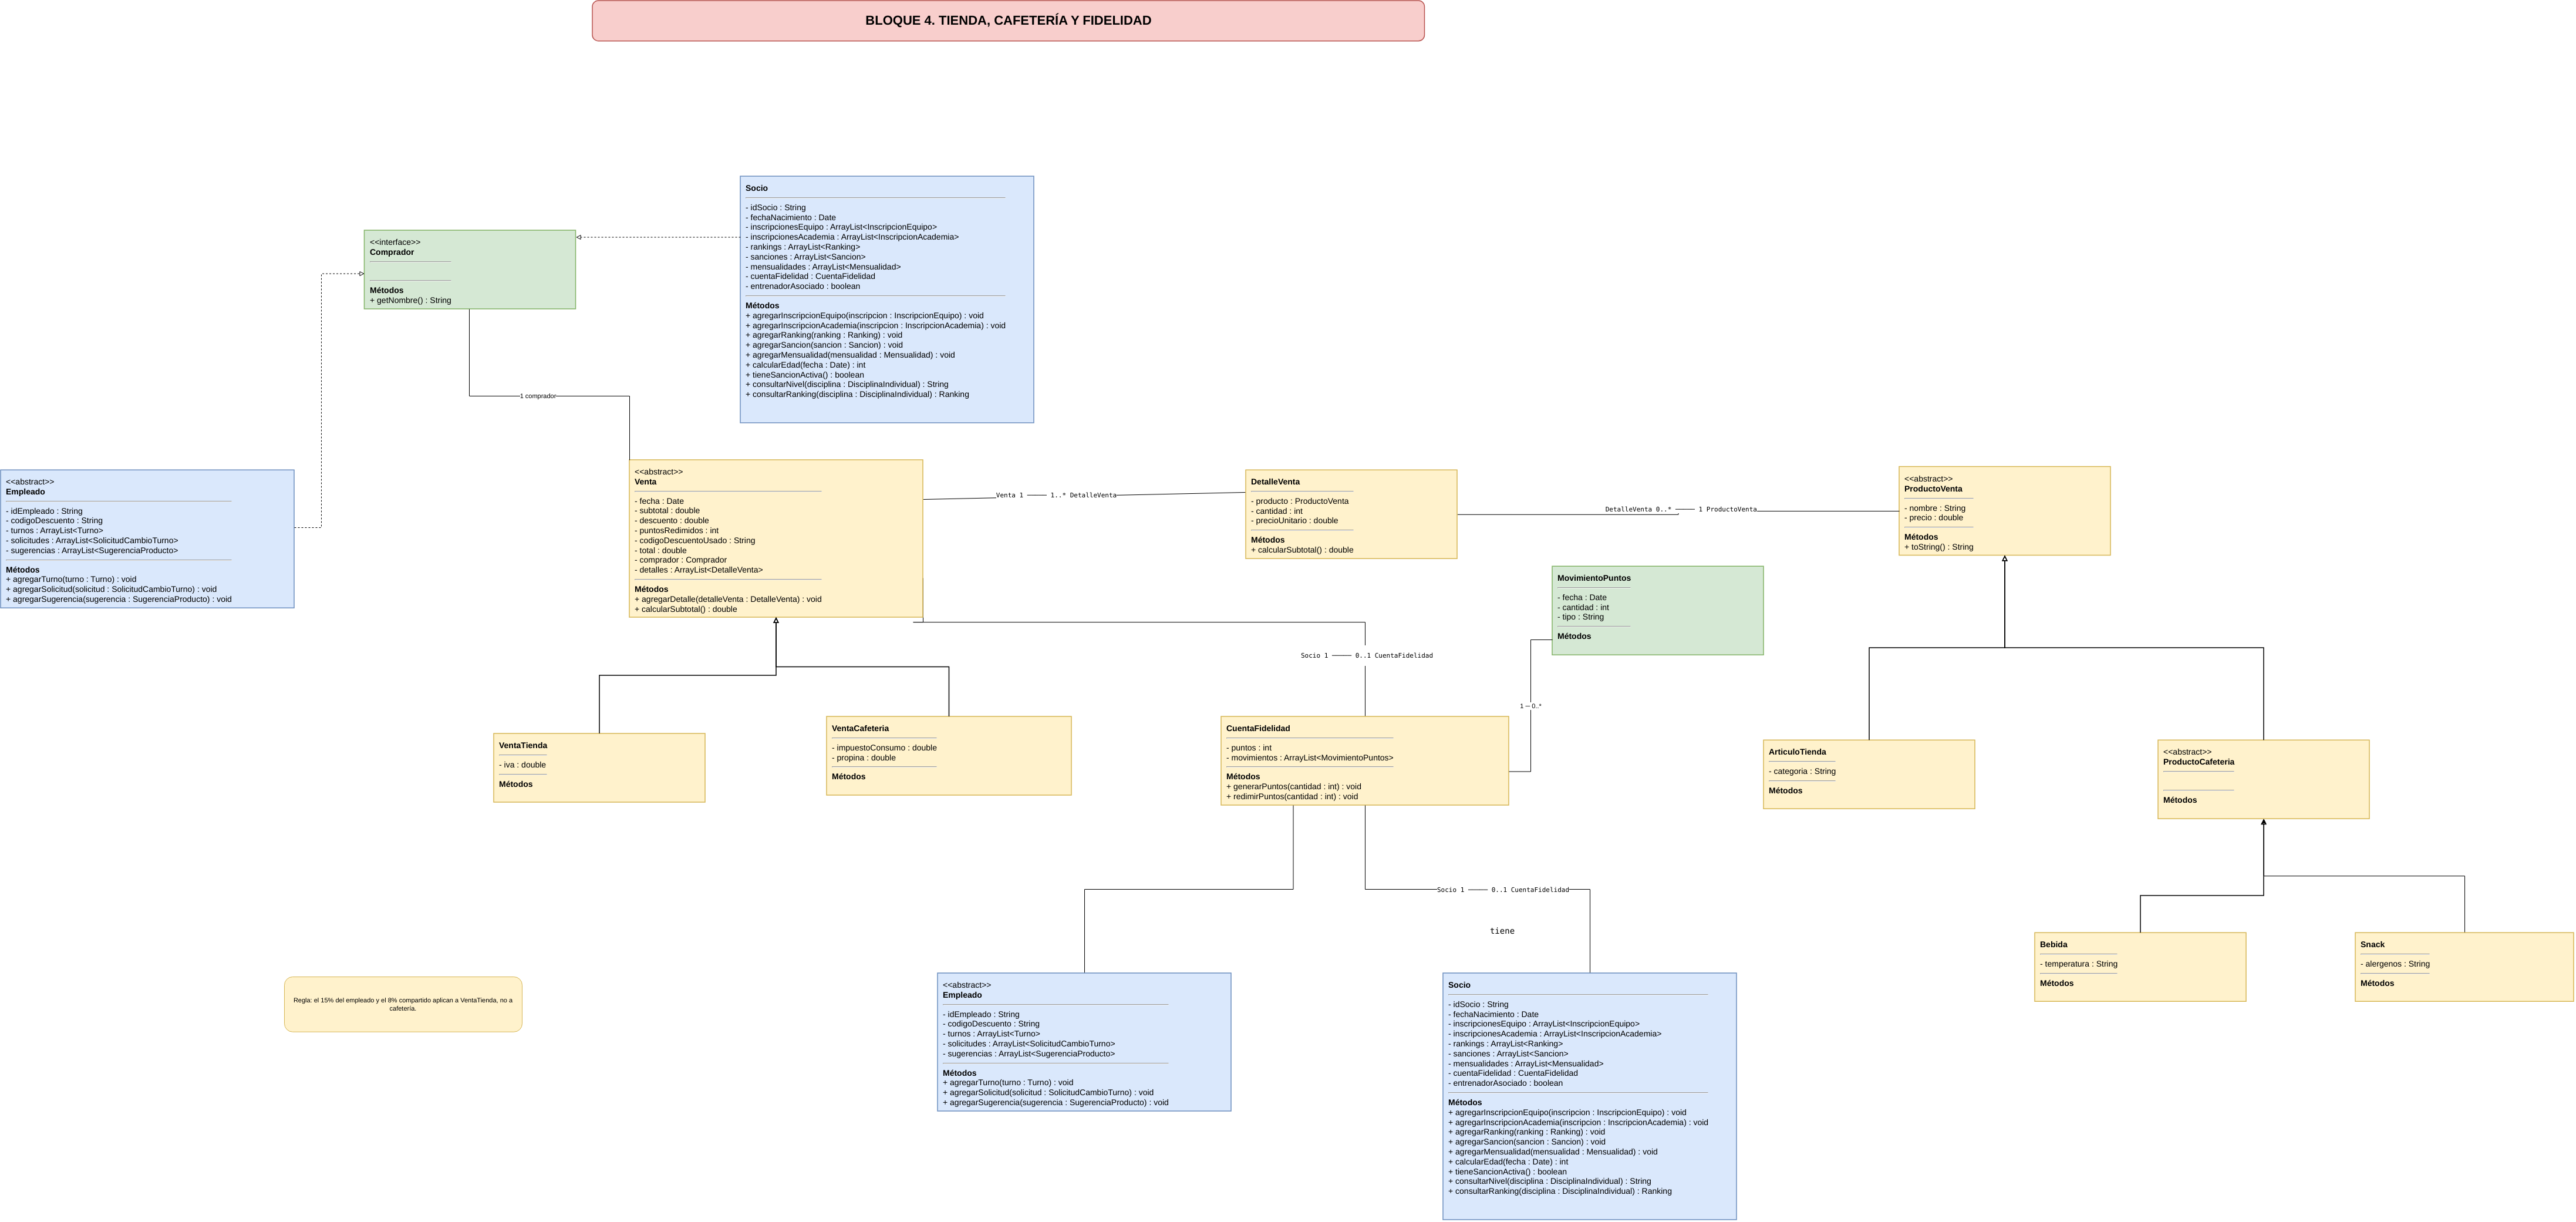 BLOQUE 4. TIENDA, CAFETERÍA Y FIDELIDAD
Socio
- idSocio : String
- fechaNacimiento : Date
- inscripcionesEquipo : ArrayList<InscripcionEquipo>
- inscripcionesAcademia : ArrayList<InscripcionAcademia>
- rankings : ArrayList<Ranking>
- sanciones : ArrayList<Sancion>
- mensualidades : ArrayList<Mensualidad>
- cuentaFidelidad : CuentaFidelidad
- entrenadorAsociado : boolean
Métodos
+ agregarInscripcionEquipo(inscripcion : InscripcionEquipo) : void
+ agregarInscripcionAcademia(inscripcion : InscripcionAcademia) : void
+ agregarRanking(ranking : Ranking) : void
+ agregarSancion(sancion : Sancion) : void
+ agregarMensualidad(mensualidad : Mensualidad) : void
+ calcularEdad(fecha : Date) : int
+ tieneSancionActiva() : boolean
+ consultarNivel(disciplina : DisciplinaIndividual) : String
+ consultarRanking(disciplina : DisciplinaIndividual) : Ranking
<<interface>>
Comprador
Métodos
+ getNombre() : String
1 comprador
<<abstract>>
Empleado
- idEmpleado : String
- codigoDescuento : String
- turnos : ArrayList<Turno>
- solicitudes : ArrayList<SolicitudCambioTurno>
- sugerencias : ArrayList<SugerenciaProducto>
Métodos
+ agregarTurno(turno : Turno) : void
+ agregarSolicitud(solicitud : SolicitudCambioTurno) : void
+ agregarSugerencia(sugerencia : SugerenciaProducto) : void
<<abstract>>
Venta
- fecha : Date
- subtotal : double
- descuento : double
- puntosRedimidos : int
- codigoDescuentoUsado : String
- total : double
- comprador : Comprador
- detalles : ArrayList<DetalleVenta>
Métodos
+ agregarDetalle(detalleVenta : DetalleVenta) : void
+ calcularSubtotal() : double
Venta 1 ─── 1..* DetalleVenta
DetalleVenta
- producto : ProductoVenta
- cantidad : int
- precioUnitario : double
Métodos
+ calcularSubtotal() : double
DetalleVenta 0..* ─── 1 ProductoVenta
<<abstract>>
ProductoVenta
- nombre : String
- precio : double
Métodos
+ toString() : String
MovimientoPuntos
- fecha : Date
- cantidad : int
- tipo : String
Métodos
Socio 1 ─── 0..1 CuentaFidelidad
1 – 0..*
VentaTienda
- iva : double
Métodos
VentaCafeteria
- impuestoConsumo : double
- propina : double
Métodos
CuentaFidelidad
- puntos : int
- movimientos : ArrayList<MovimientoPuntos>
Métodos
+ generarPuntos(cantidad : int) : void
+ redimirPuntos(cantidad : int) : void
ArticuloTienda
- categoria : String
Métodos
<<abstract>>
ProductoCafeteria
Métodos
Socio 1 ─── 0..1 CuentaFidelidad
tiene
Bebida
- temperatura : String
Métodos
Snack
- alergenos : String
Métodos
Regla: el 15% del empleado y el 8% compartido aplican a VentaTienda, no a
cafetería.
<<abstract>>
Empleado
- idEmpleado : String
- codigoDescuento : String
- turnos : ArrayList<Turno>
- solicitudes : ArrayList<SolicitudCambioTurno>
- sugerencias : ArrayList<SugerenciaProducto>
Métodos
+ agregarTurno(turno : Turno) : void
+ agregarSolicitud(solicitud : SolicitudCambioTurno) : void
+ agregarSugerencia(sugerencia : SugerenciaProducto) : void
Socio
- idSocio : String
- fechaNacimiento : Date
- inscripcionesEquipo : ArrayList<InscripcionEquipo>
- inscripcionesAcademia : ArrayList<InscripcionAcademia>
- rankings : ArrayList<Ranking>
- sanciones : ArrayList<Sancion>
- mensualidades : ArrayList<Mensualidad>
- cuentaFidelidad : CuentaFidelidad
- entrenadorAsociado : boolean
Métodos
+ agregarInscripcionEquipo(inscripcion : InscripcionEquipo) : void
+ agregarInscripcionAcademia(inscripcion : InscripcionAcademia) : void
+ agregarRanking(ranking : Ranking) : void
+ agregarSancion(sancion : Sancion) : void
+ agregarMensualidad(mensualidad : Mensualidad) : void
+ calcularEdad(fecha : Date) : int
+ tieneSancionActiva() : boolean
+ consultarNivel(disciplina : DisciplinaIndividual) : String
+ consultarRanking(disciplina : DisciplinaIndividual) : Ranking